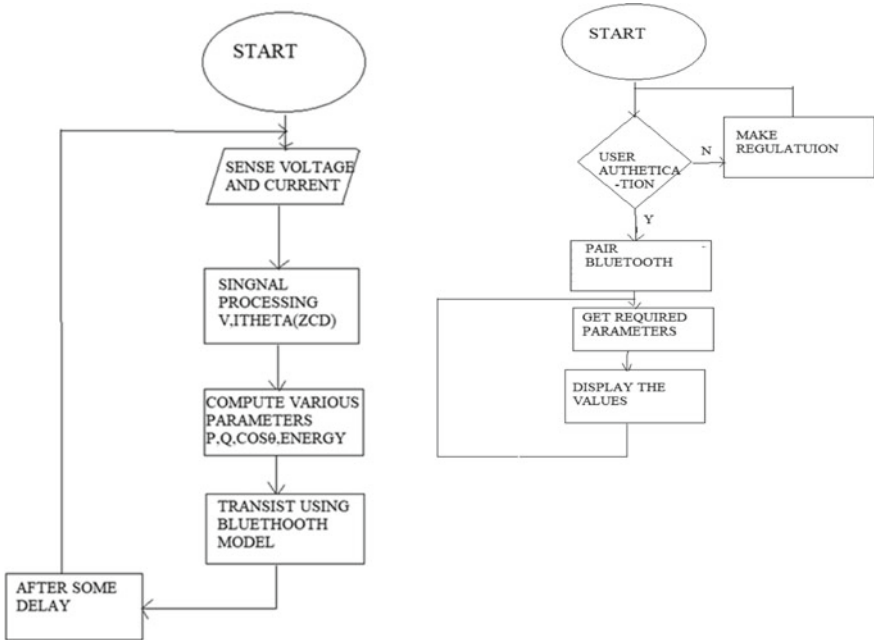 START
SENSE VOLTAGE
AND CURRENT
SINGNAL
PROCESSING
V,ITHETA(ZCD)
COMPUTE VARIOUS
PARAMETERS
P,Q,COSθ,ENERGY
TRANSIST USING
BLUETHOOTH
MODEL
AFTER SOME
DELAY
START
USER
AUTHETICA
-TION
N
MAKE
REGULATUION
Y
PAIR
BLUETOOTH
GET REQUIRED
PARAMETERS
DISPLAY THE
VALUES